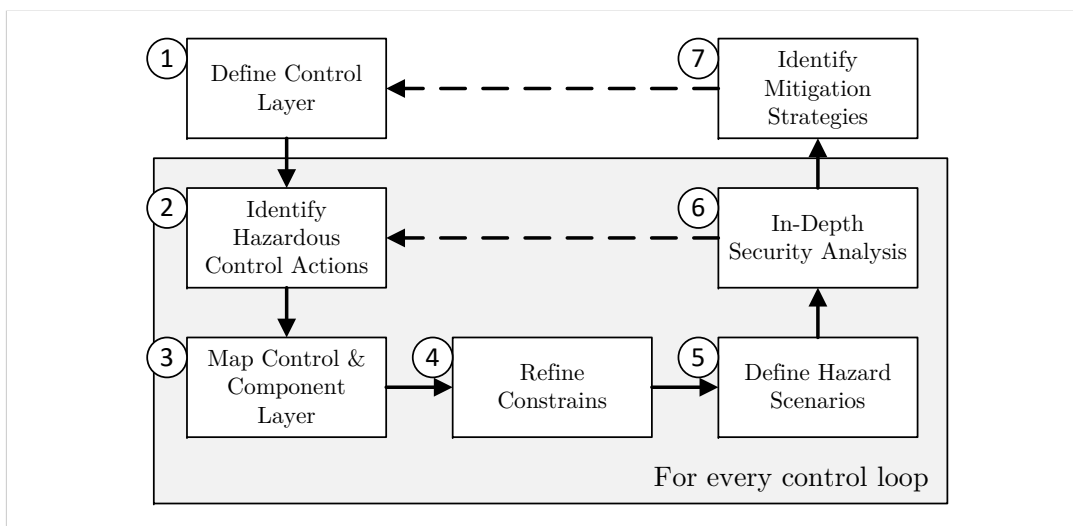 1
Define Control
Layer
2
Identify
Hazardous
Control Actions
3
Map Control &
Component
Layer
4
Refine
Constrains
5
Define Hazard
Scenarios
6
In-Depth
Security Analysis
7
Identify
Mitigation
Strategies
For every control loop